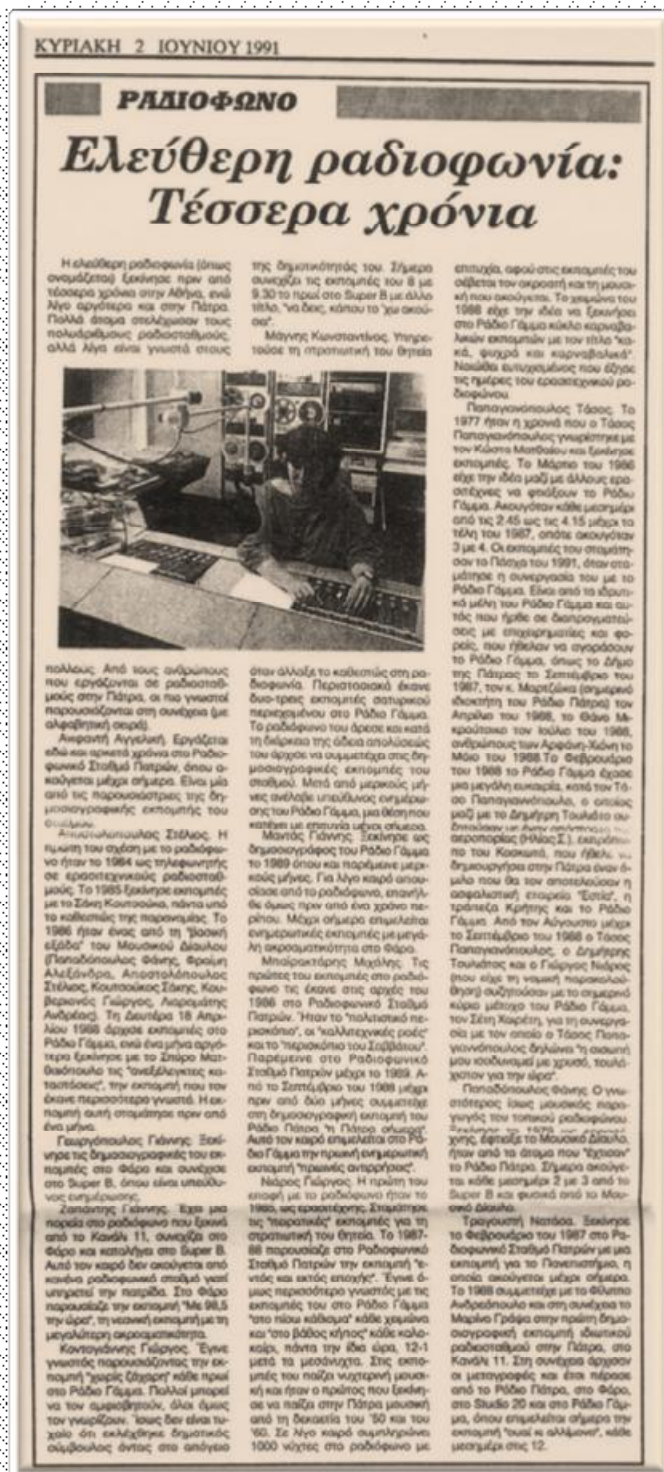 ΚΥΡΙΑΚΗ 2 ΙΟΥΝΙΟΥ 1991
ΡΑΔΙΟΦΩΝΟ
Ελεύθερη ραδιοφωνία:
Τέσσερα χρόνια
Η ελεύθερη ραδιοφωνία (όπως
ονομάζεται) ξεκίνησε πριν από
τέσσερα χρόνια στην Αθήνα, ενώ
λίγο αργότερα και στην Πάτρα.
Πολλά άτομα στελέχωσαν τους
πολυάριθμους ραδιοσταθμούς,
αλλά λίγα είναι γνωστά στους
πολλους. Από τους ανθρώπους
που εργάζονται σε ραδιοσταθ-
μούς στην Πάτρα, οι πιο γνωστοί
παρουσιάζονται στη συνέχεια (με
αλφαβητική σειρά).
Ανιφαντή Αγγελική. Εργάζεται
εδώ και αρκετά χρόνια στο Ραδιο-
φωνικό Σταθμό Πατρών, όπου α-
κούγεται μέχρι σήμερα. Είναι μία
από τις παρουσιάστριες της δη-
μοσιογραφικής εκπομπής του
Αποστολόπουλος Στέλιος. Η
πρώτη του σχέση με το ραδιόφω-
νο ήταν το 1984 ως τηλεφωνητής
σε ερασιτεχνικούς ραδιοσταθ-
μούς. Το 1985 ξεκίνησε εκπομπές
με το Σάκη Κουτσούκο, πάντα υπό
το καθεστώς της παρανομίας. Το
1986 ήταν ένας από τη "βασική
εξάδα" του Μουσικού Δίαυλου
(Παπαδόπουλος Φάνης, Φραίμη
Αλεξάνδρα, Αποστολόπουλος
Στέλιος, Κουτσούκος Σάκης, Κου-
βεριανός Γιώργος, Λιαρομάτης
Ανδρέας). Τη Δευτέρα 18 Απρι-
λίου 1988 άρχισε εκπομπές στο
Ράδιο Γάμμα, ενώ ένα μήνα αργό-
τερα ξεκίνησε με το Σπύρο Ματ-
θαιόπουλο τις "ανεξέλεγκτες κα-
ταστάσεις", την εκπομπή που τον
έκανε περισσότερο γνωστό. Η εκ-
πομπή αυτή σταμάτησε πριν από
ένα μήνα.
Γεωργόπουλος Γιάννης. Ξεκί-
νησε τις δημοσιογραφικές του εκ-
πομπές στο Φάρο και συνέχισε
στο Super B, όπου είναι υπεύθυ-
νος ενημέρωσης.
Ζαπάντης Γιάννης. Έχει μια
πορεία στο ραδιόφωνο που ξεκινά
από το Κανάλι 11, συνεχίζει στο
Φάρο και καταλήγει στο Super B.
Αυτό τον καιρό δεν ακούγεται από
κανένα ραδιοφωνικό σταθμό γιατί
υπηρετεί την πατρίδα. Στο Φάρο
παρουσίαζε την εκπομπή "Με 98,5
την ώρα", τη νεανική εκπομπή με τη
μεγαλύτερη ακροαματικότητα.
Κονταγιάννης Γιώργος. Έγινε
γνωστός παρουσιάζοντας την εκ-
πομπή "χωρίς ζάχαρη" κάθε πρωί
στο Ράδιο Γάμμα. Πολλοί μπορεί
να τον αμφισβητούν, όλοι όμως
τον γνωρίζουν. Ίσως δεν είναι τυ-
χαίο ότι εκλέχθηκε δημοτικός
σύμβουλος όντας στο απόγειο
της δημοτικότητάς του. Σήμερα
συνεχίζει τις εκπομπές του 8 με
9.30 το πρωί στο Super B με άλλο
τίτλο, "να δεις, κάπου το 'χω ακού-
σει".
Μάγνης Κωνσταντίνος. Υπηρε-
τούσε τη στρατιωτική του θητεία
όταν άλλαξε το καθεστώς στη ρα-
διοφωνία. Περιστασιακά έκανε
δυο-τρεις εκπομπές σατυρικού
περιεχομένου στο Ράδιο Γάμμα.
Το ραδιόφωνο του άρεσε και κατά
τη διάρκεια της άδεια απολύσεώς
του άρχισε να συμμετέχει στις δη-
μοσιογραφικές εκπομπές του
σταθμού. Μετά από μερικούς μή-
νες ανέλαβε υπεύθυνος ενημέρω-
σης του Ράδιο Γάμμα, μια θέση που
κατέχει με επιτυχία μέχρι σήμερα.
Μαντάς Γιάννης. Ξεκίνησε ως
δημοσιογράφος του Ράδιο Γάμμα
το 1989 όπου και παρέμεινε μερι-
κούς μήνες. Για λίγο καιρό απου-
σίασε από το ραδιόφωνο, επανήλ-
θε όμως πριν από ένα χρόνο πε-
ρίπου. Μέχρι σήμερα επιμελείται
ενημερωτικές εκπομπές με μεγά-
λη ακροαματικότητα στο Φάρο.
Μπαϊρακτάρης Μιχάλης. Τις
πρώτες του εκπομπές στο ραδιό-
φωνο τις έκανε στις αρχές του
1986 στο Ραδιοφωνικό Σταθμό
Πατρών. Ήταν το "πολιτιστικό πε-
ρισκόπιο", οι "καλλιτεχνικές ροές"
και το "περισκόπιο του Σαββάτου".
Παρέμεινε στο Ραδιοφωνικό
Σταθμό Πατρών μέχρι το 1989. Α-
πό το Σεπτέμβριο του 1988 μέχρι
πριν από δύο μήνες συμμετείχε
στη δημοσιογραφική εκπομπή του
Ράδιο Πάτρα "η Πάτρα σήμερα".
Αυτό τον καιρό επιμελείται στο Ρά-
διο Γάμμα την πρωινή ενημερωτική
εκπομπή "πρωινές αντιρρήσεις".
Νιάρος Γιώργος. Η πρώτη του
επαφή με το ραδιόφωνο ήταν το
1980, ως ερασιτέχνης. Σταμάτησε
τις "πειρατικές" εκπομπές για τη
στρατιωτική του θητεία. Το 1987-
88 παρουσίαζε στο Ραδιοφωνικό
Σταθμό Πατρών την εκπομπή "ε-
ντός και εκτός εποχής". Έγινε ό-
μως περισσότερο γνωστός με τις
εκπομπές του στο Ράδιο Γάμμα
"στο πίσω κάθισμα" κάθε χειμώνα
και "στο βάθος κήπος" κάθε καλο-
καίρι, πάντα την ίδια ώρα, 12-1
μετά τα μεσάνυχτα. Στις εκπο-
μπές του παίζει νυχτερινή μουσι-
κή και ήταν ο πρώτος που ξεκίνη-
σε να παίζει στην Πάτρα μουσική
από τη δεκαετία του '50 και του
'60. Σε λίγο καιρό συμπληρώνει
1000 νύχτες στο ραδιόφωνο με
επιτυχία, αφού στις εκπομπές του
σέβεται τον ακροατή και τη μουσι-
κή που ακούγεται. Το χειμώνα του
1988 είχε την ιδέα να ξεκινήσει
στο Ράδιο Γάμμα κύκλο καρναβα-
λικών εκπομπών με τον τίτλο "κα-
κά, ψυχρά και καρναβαλικά".
Νοιώθει ευτυχισμένος που έζησε
τις ημέρες του ερασιτεχνικού ρα-
διοφώνου.
Παπαγιανόπουλος Τάσος. Το
1977 ήταν η χρονιά που ο Τάσος
Παπαγιανόπουλος γνωρίστηκε με
τον Κώστα Ματθαίου και ξεκίνησε
εκπομπές. Το Μάρτιο του 1986
είχε την ιδέα μαζί με άλλους ερα-
σιτέχνες να φτιάξουν το Ράδιο
Γάμμα. Ακουγόταν κάθε μεσημέρι
από τις 2.45 ως τις 4.15 μέχρι τα
τέλη του 1987, οπότε ακουγόταν
3 με 4. Οι εκπομπές του σταμάτη-
σαν το Πάσχα του 1991, όταν στα-
μάτησε η συνεργασία του με το
Ράδιο Γάμμα. Είναι από τα ιδρυτι-
κά μέλη του Ράδιο Γάμμα και αυ-
τός που ήρθε σε διαπραγματεύ-
σεις με επιχειρηματίες και φο-
ρείς, που ήθελαν να αγοράσουν
το Ράδιο Γάμμα, όπως το Δήμο
της Πάτρας το Σεπτέμβριο του
1987, τον κ. Μαρτζώκα (σημερινό
ιδιοκτήτη του Ράδιο Πάτρα) τον
Απρίλιο του 1988, το Θάνο Μι-
κρούτσικο τον Ιούλιο του 1988,
ανθρώπους των Αρφάνη-Χιόνη το
Μάιο του 1988.Το Φεβρουάριο
του 1988 το Ράδιο Γάμμα έχασε
μια μεγάλη ευκαιρία, κατά τον Τά-
σο Παπαγιανόπουλο, ο οποίος
μαζί με το Δημήτρη Τουλιάτο συ-
ζητούσαν με έναν απόστρατο της
αεροπορίας (Ηλίας Σ.), εκπρόσω-
πο του Κοσκωτά, που ήθελε να
δημιουργήσει στην Πάτρα έναν ό-
μιλο που θα τον αποτελούσαν η
ασφαλιστική εταιρεία "Εστία", η
τράπεζα Κρήτης και το Ράδιο
Γάμμα. Από τον Αύγουστο μέχρι
το Σεπτέμβριο του 1988 ο Τάσος
Παπαγιανόπουλος, ο Δημήτρης
Τουλιάτος και ο Γιώργος Νιάρος
(που είχε τη νομική παρακολού-
θηση) συζητούσαν με το σημερινό
κύριο μέτοχο του Ράδιο Γάμμα,
τον Σέτη Χαιρέτη, για τη συνεργα-
σία με τον οποίο ο Τάσος Παπα-
γιαννόπουλος δηλώνει "η σιωπή
μου ισοδυναμεί με χρυσό, τουλά-
χιστον για την ώρα".
Παπαδόπουλος Φάνης. Ο γνω-
στότερος ίσως μουσικός παρα-
γωγός του τοπικού ραδιοφώνου.
χνης, έφτιαξε το Μουσικό Δίαυλο,
ήταν από τα άτομα που "έχτισαν"
το Ράδιο Πάτρα. Σήμερα ακούγε-
ται κάθε μεσημέρι 2 με 3 από το
Super B και φυσικά από το Μου-
σικό Δίαυλο.
Τραγουστή Νατάσα. Ξεκίνησε
το Φεβρουάριο του 1987 στο Ρα-
διοφωνικό Σταθμό Πατρών με μια
εκπομπή για το Πανεπιστήμιο, η
οποία ακούγεται μέχρι σήμερα.
Το 1988 συμμετείχε με το Φίλιππο
Ανδρεόπουλο και στη συνέχεια το
Μαρίνο Γράψα στην πρώτη δημο-
σιογραφική εκπομπή ιδιωτικού
ραδιοσταθμού στην Πάτρα, στο
Κανάλι 11. Στη συνέχεια άρχισαν
οι μεταγραφές και έτσι πέρασε
από το Ράδιο Πάτρα, στο Φάρο,
στο Studio 20 και στο Ράδιο Γάμ-
μα, όπου επιμελείται σήμερα την
εκπομπή "ουαί κι αλλίμονο", κάθε
μεσημέρι στις 12.